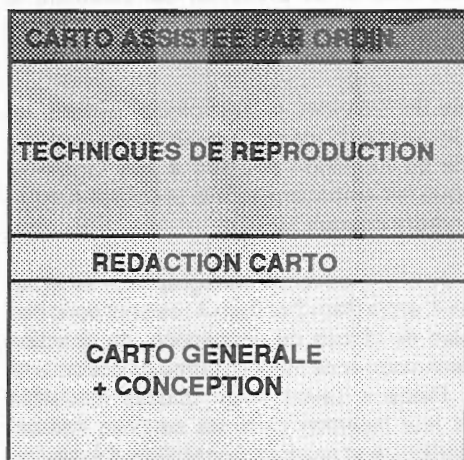 CARTO ASSISTEE PAR ORDIN.
TECHNIQUES DE REPRODUCTION
REDACTION CARTO
CARTO GENERALE
+ CONCEPTION